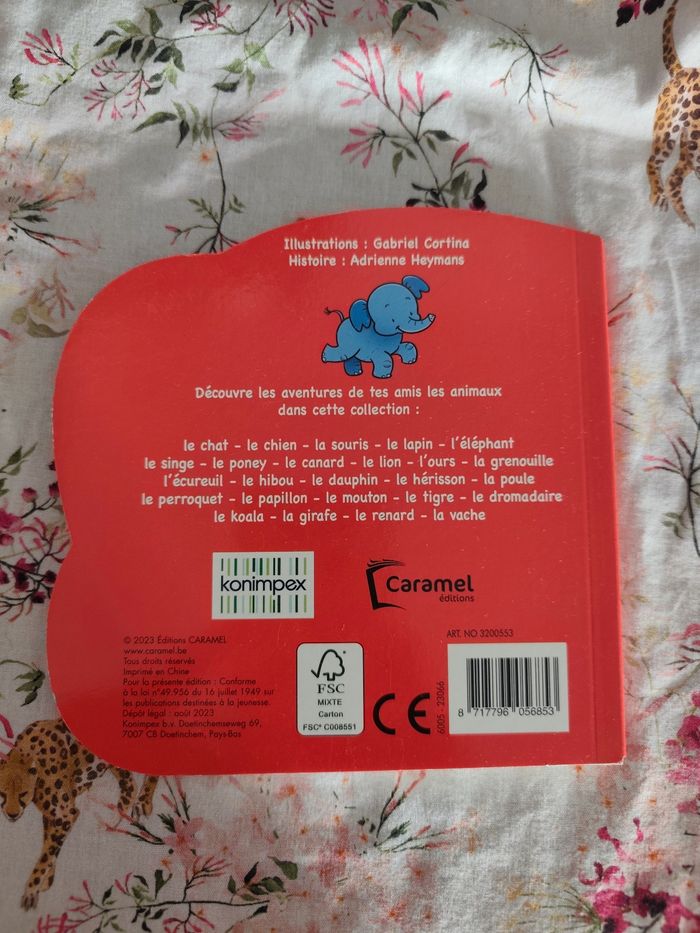 Illustrations : Gabriel Cortina
Histoire : Adrienne Heymans
Découvre les aventures de tes amis les animaux
dans cette collection :
le chat - le chien - la souris - le lapin - l'éléphant
le singe - le poney - le canard - le lion - l'ours - la grenouille
l'écureuil - le hibou - le dauphin - le hérisson - la poule
le perroquet - le papillon - le mouton - le tigre - le dromadaire
le koala - la girafe - le renard - la vache
konimpex
Caramel
éditions
© 2023 Éditions CARAMEL
www.caramel.be
Tous droits réservés
Imprimé en Chine
Pour la présente édition : Conforme
à la loi n°49.956 du 16 juillet 1949 sur
les publications destinées à la jeunesse.
Dépôt légal : août 2023
Konimpex b.v. Doetinchemseweg 69,
7007 CB Doetinchem, Pays-Bas
FSC
MIXTE
Carton
FSC® C008551
CE
6005 - 23066
ART. NO 3200553
8 717796 056853